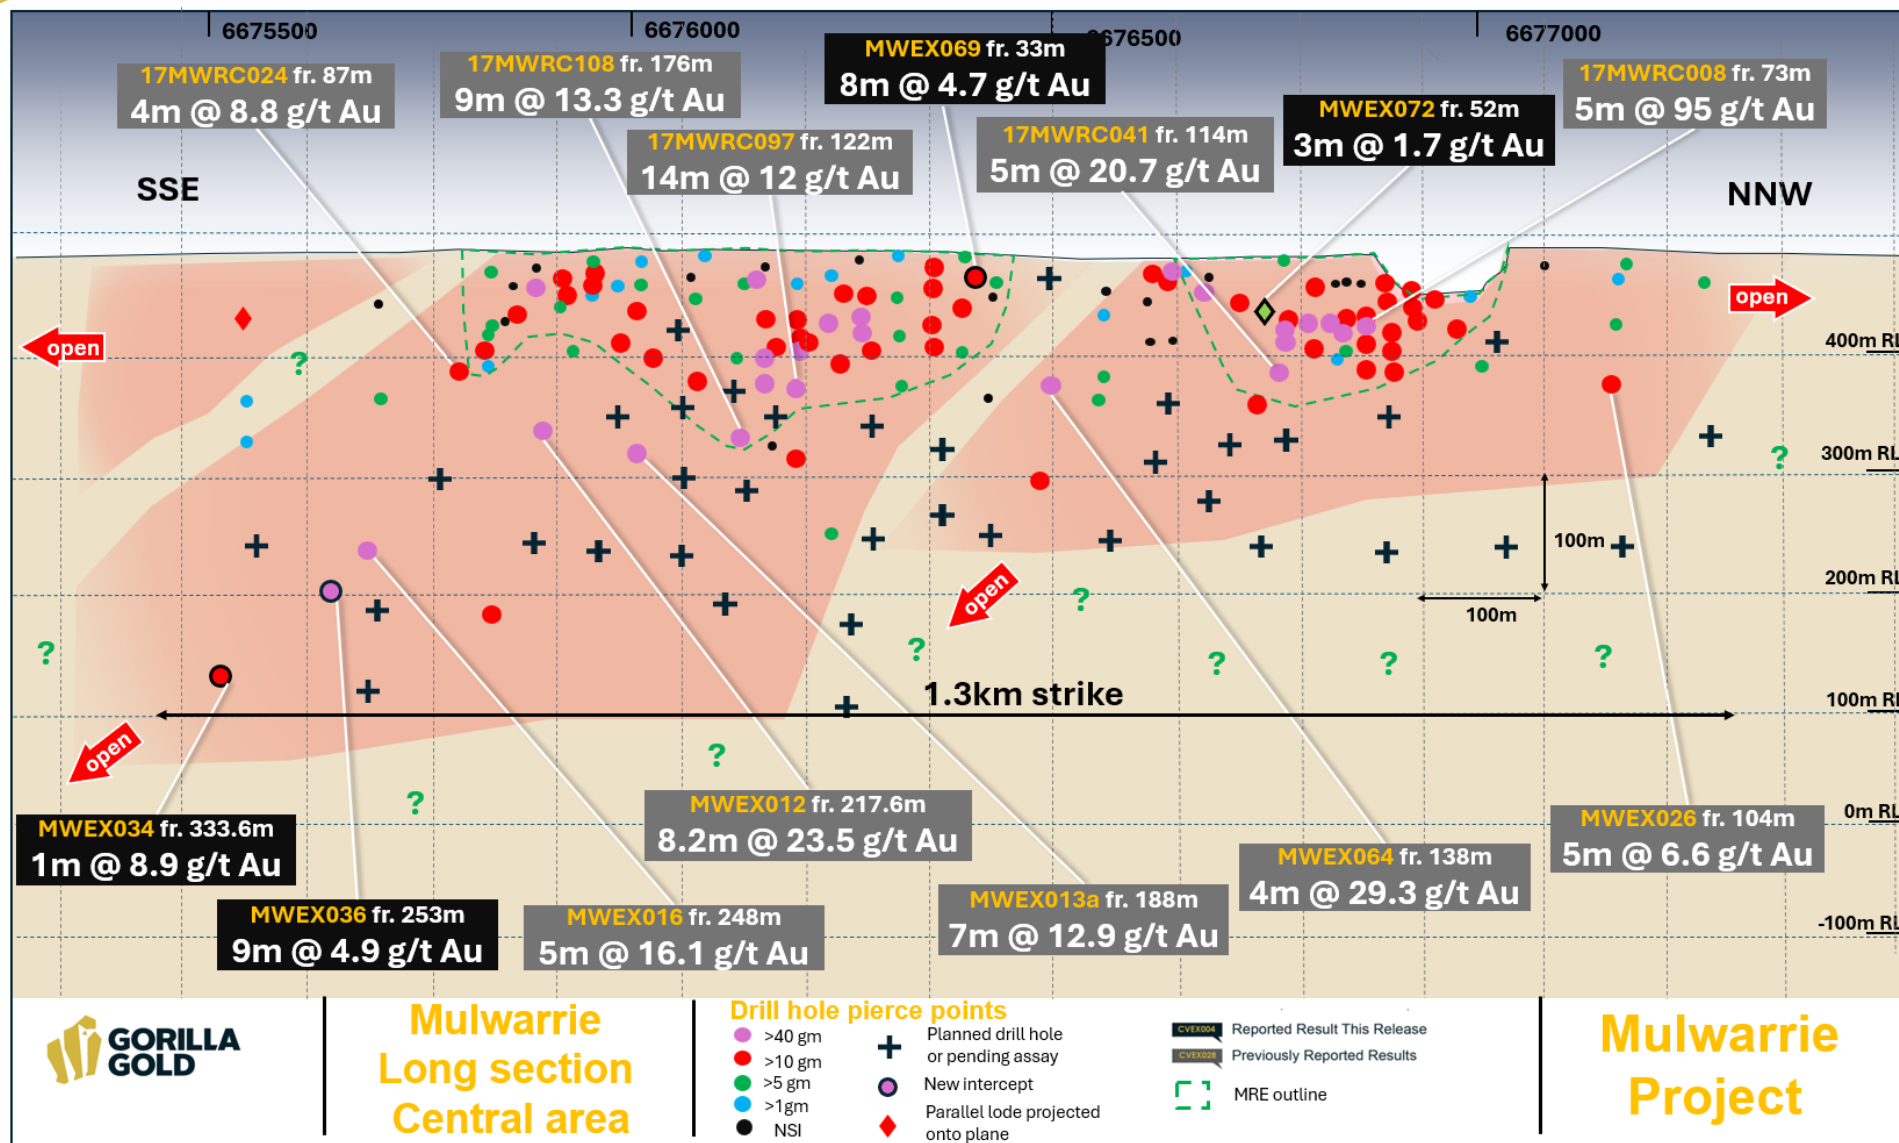 6675500
6676000
6676500
6677000
17MWRC024 fr. 87m
4m @ 8.8 g/t Au
17MWRC108 fr. 176m
9m @ 13.3 g/t Au
MWEX069 fr. 33m
8m @ 4.7 g/t Au
17MWRC008 fr. 73m
5m @ 95 g/t Au
MWEX072 fr. 52m
3m @ 1.7 g/t Au
17MWRC097 fr. 122m
14m @ 12 g/t Au
17MWRC041 fr. 114m
5m @ 20.7 g/t Au
SSE
NNW
open
open
400m RL
?
300m RL
?
100m
200m RL
100m
open
?
?
?
?
?
?
1.3km strike
100m RL
open
?
?
0m RL
MWEX012 fr. 217.6m
8.2m @ 23.5 g/t Au
MWEX026 fr. 104m
5m @ 6.6 g/t Au
MWEX034 fr. 333.6m
1m @ 8.9 g/t Au
MWEX064 fr. 138m
4m @ 29.3 g/t Au
MWEX013a fr. 188m
7m @ 12.9 g/t Au
MWEX036 fr. 253m
9m @ 4.9 g/t Au
MWEX016 fr. 248m
5m @ 16.1 g/t Au
-100m RL
GORILLA
GOLD
Mulwarrie
Long section
Central area
Drill hole pierce points
>40 gm
>10 gm
>5 gm
>1gm
NSI
Planned drill hole
or pending assay
New intercept
Parallel lode projected
onto plane
CVEX004
Reported Result This Release
CVEX028
Previously Reported Results
MRE outline
Mulwarrie
Project